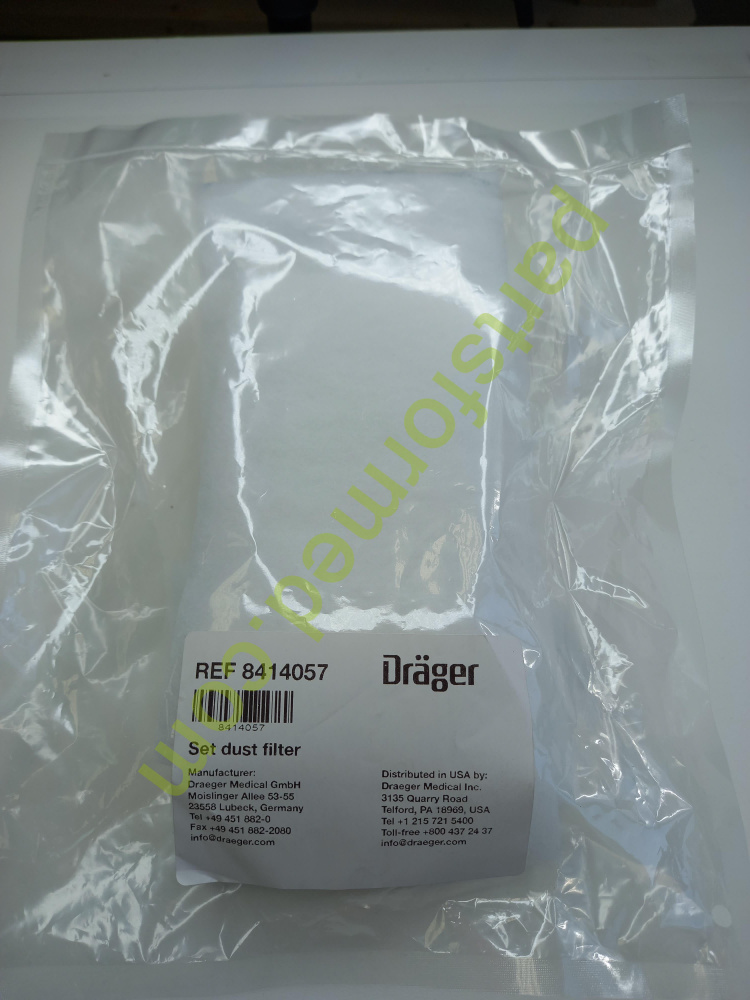 partsformed.co.com
REF 8414057
Dräger
8414057
Set dust filter
Manufacturer:
Draeger Medical GmbH
Moislinger Allee 53-55
23558 Lubeck, Germany
Tel +49 451 882-0
Fax +49 451 882-2080
info@draeger.com
Distributed in USA by:
Draeger Medical Inc.
3135 Quarry Road
Telford, PA 18969, USA
Tel +1 215 721 5400
Toll-free +800 437 24 37
info@draeger.com